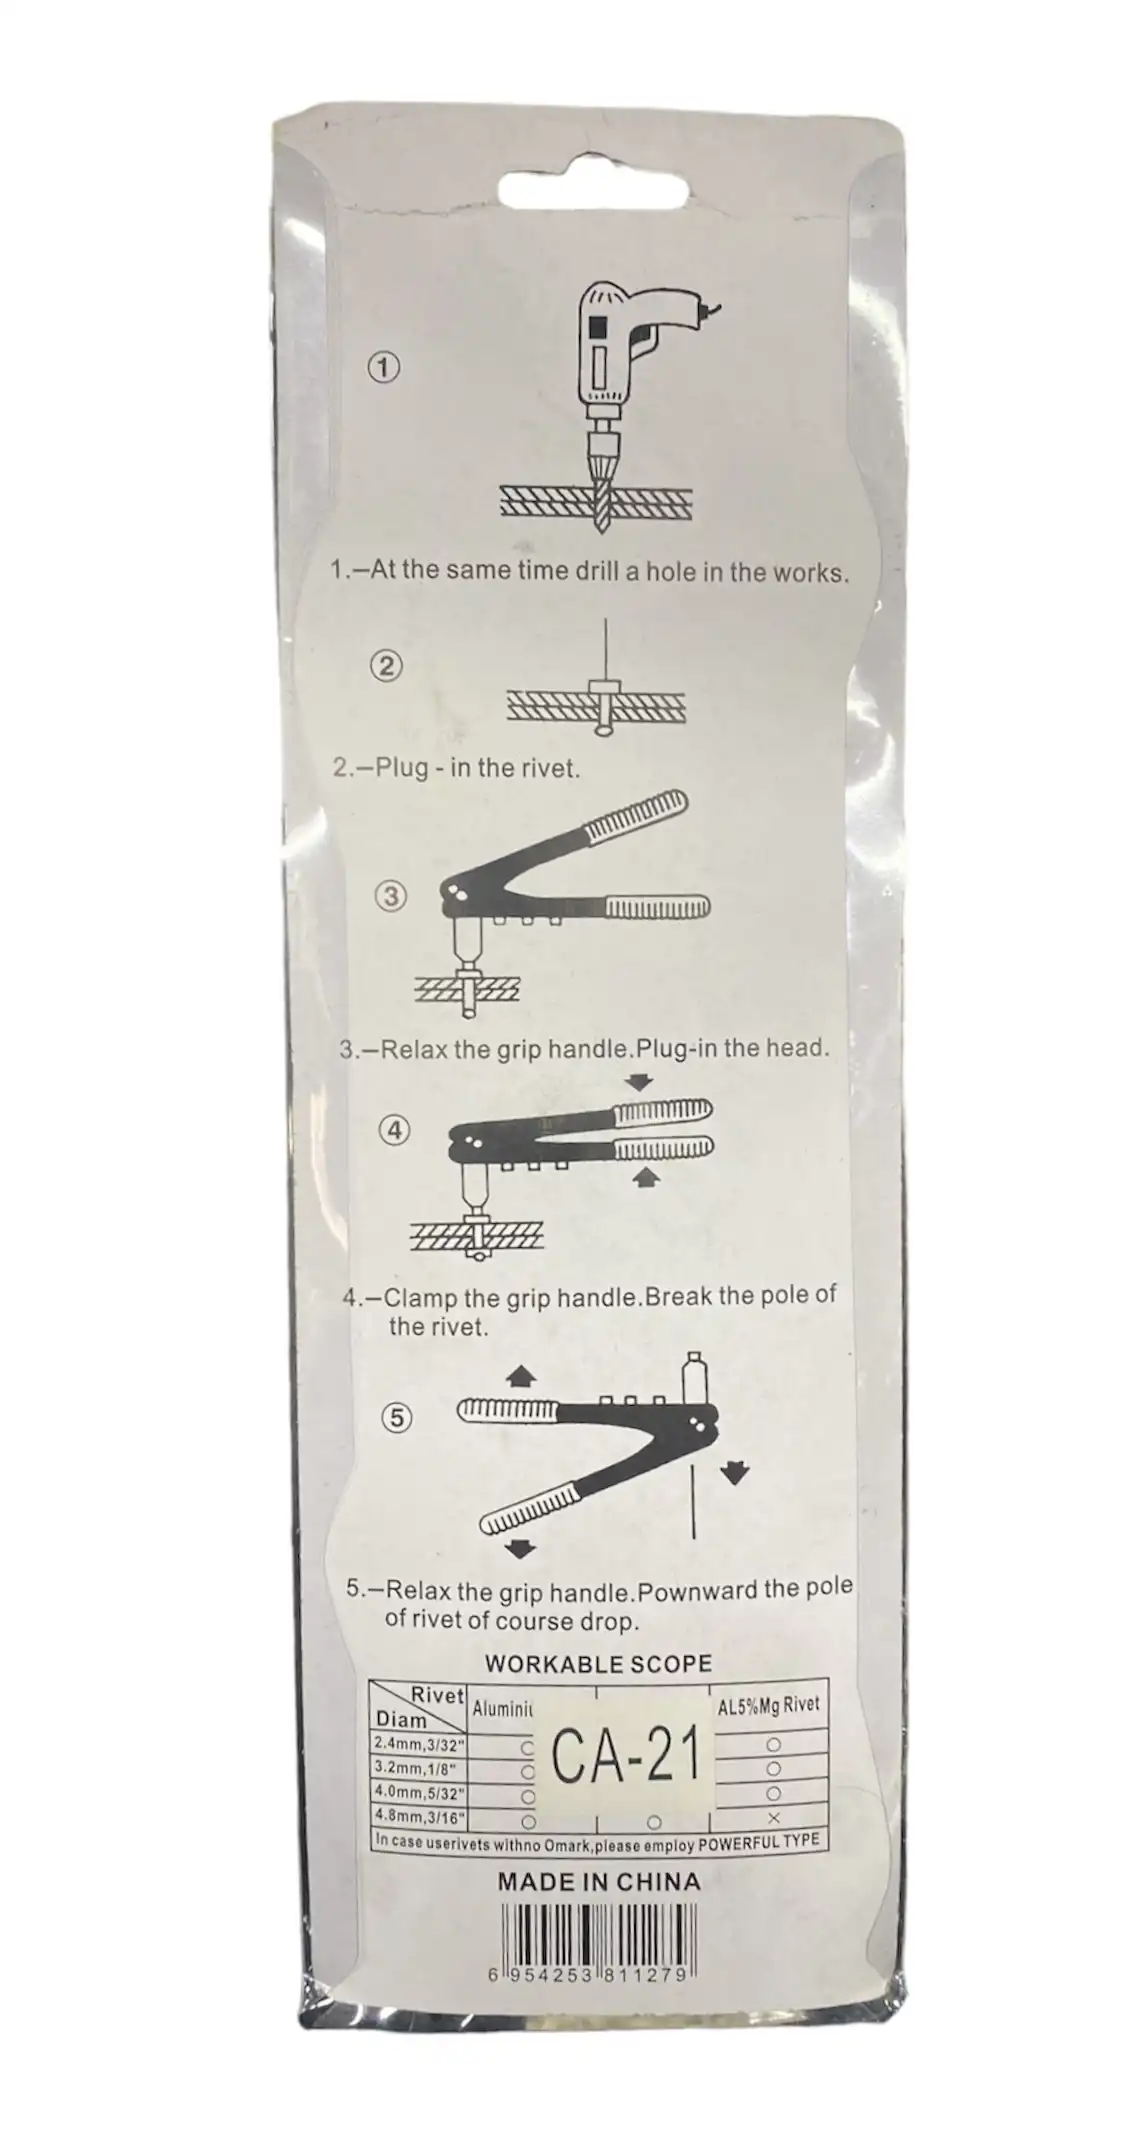 ①
1.–At the same time drill a hole in the works.
②
2.–Plug - in the rivet.
③
3.–Relax the grip handle.Plug-in the head.
④
4.–Clamp the grip handle.Break the pole of
the rivet.
⑤
5.–Relax the grip handle.Pownward the pole
of rivet of course drop.
WORKABLE SCOPE
Rivet
Diam
AL5%Mg Rivet
CA-21
2.4mm,3/32" ○ ○
3.2mm,1/8" ○ ○
4.0mm,5/32" ○ ○
4.8mm,3/16" ○ ○ ×
In case userivets withno Omark,please employ POWERFUL TYPE
MADE IN CHINA
6 954253 811279